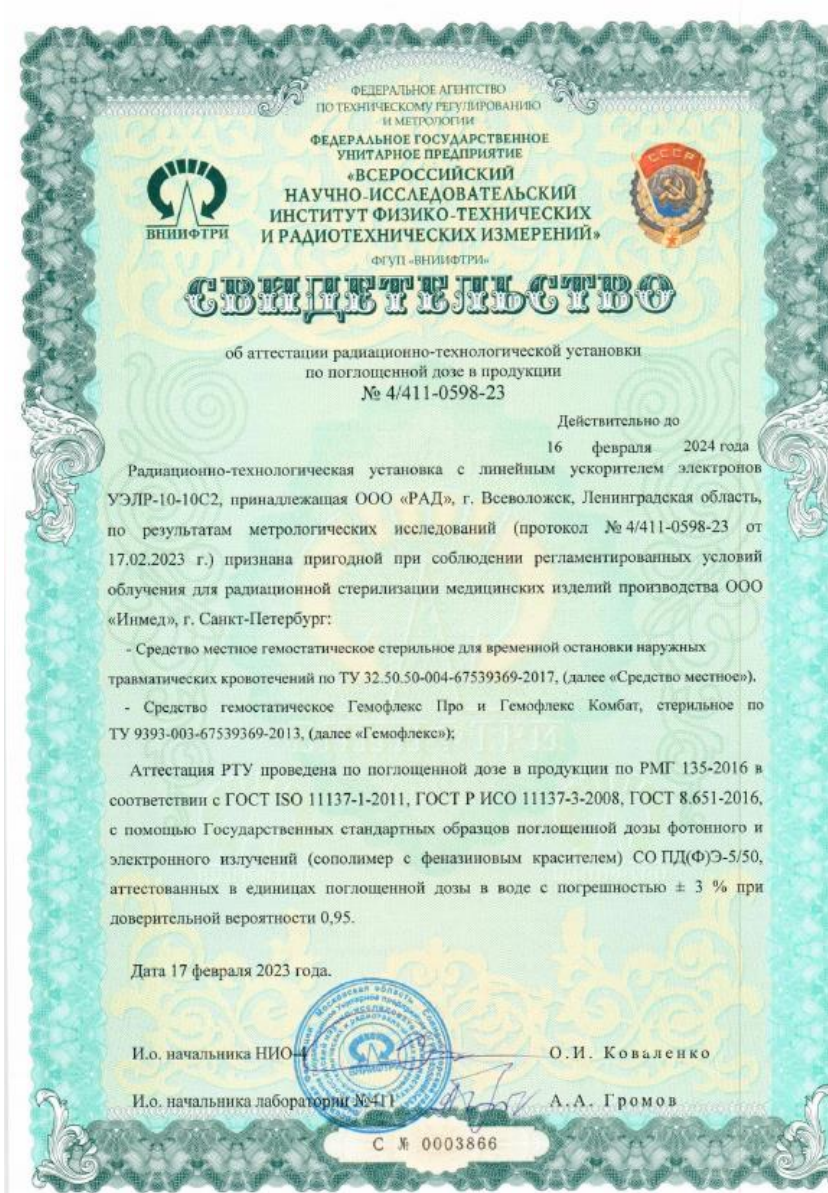 ФЕДЕРАЛЬНОЕ АГЕНТСТВО
ПО ТЕХНИЧЕСКОМУ РЕГУЛИРОВАНИЮ
И МЕТРОЛОГИИ
ФЕДЕРАЛЬНОЕ ГОСУДАРСТВЕННОЕ
УНИТАРНОЕ ПРЕДПРИЯТИЕ
«ВСЕРОССИЙСКИЙ
НАУЧНО-ИССЛЕДОВАТЕЛЬСКИЙ
ИНСТИТУТ ФИЗИКО-ТЕХНИЧЕСКИХ
И РАДИОТЕХНИЧЕСКИХ ИЗМЕРЕНИЙ»
ФГУП «ВНИИФТРИ»
ВНИИФТРИ
СССР
СВИДЕТЕЛЬСТВО
об аттестации радиационно-технологической установки
по поглощенной дозе в продукции
№ 4/411-0598-23
Действительно до
16 февраля 2024 года
Радиационно-технологическая установка с линейным ускорителем электронов
УЭЛР-10-10С2, принадлежащая ООО «РАД», г. Всеволожск, Ленинградская область,
по результатам метрологических исследований (протокол № 4/411-0598-23 от
17.02.2023 г.) признана пригодной при соблюдении регламентированных условий
облучения для радиационной стерилизации медицинских изделий производства ООО
«Инмед», г. Санкт-Петербург:
- Средство местное гемостатическое стерильное для временной остановки наружных
травматических кровотечений по ТУ 32.50.50-004-67539369-2017, (далее «Средство местное»).
- Средство гемостатическое Гемофлекс Про и Гемофлекс Комбат, стерильное по
ТУ 9393-003-67539369-2013, (далее «Гемофлекс»);
Аттестация РТУ проведена по поглощенной дозе в продукции по РМГ 135-2016 в
соответствии с ГОСТ ISO 11137-1-2011, ГОСТ Р ИСО 11137-3-2008, ГОСТ 8.651-2016,
с помощью Государственных стандартных образцов поглощенной дозы фотонного и
электронного излучений (сополимер с феназиновым красителем) СО ПД(Ф)Э-5/50,
аттестованных в единицах поглощенной дозы в воде с погрешностью ± 3 % при
доверительной вероятности 0,95.
Дата 17 февраля 2023 года.
И.о. начальника НИО-4 О.И. Коваленко
И.о. начальника лаборатории №411 А.А. Громов
С № 0003866